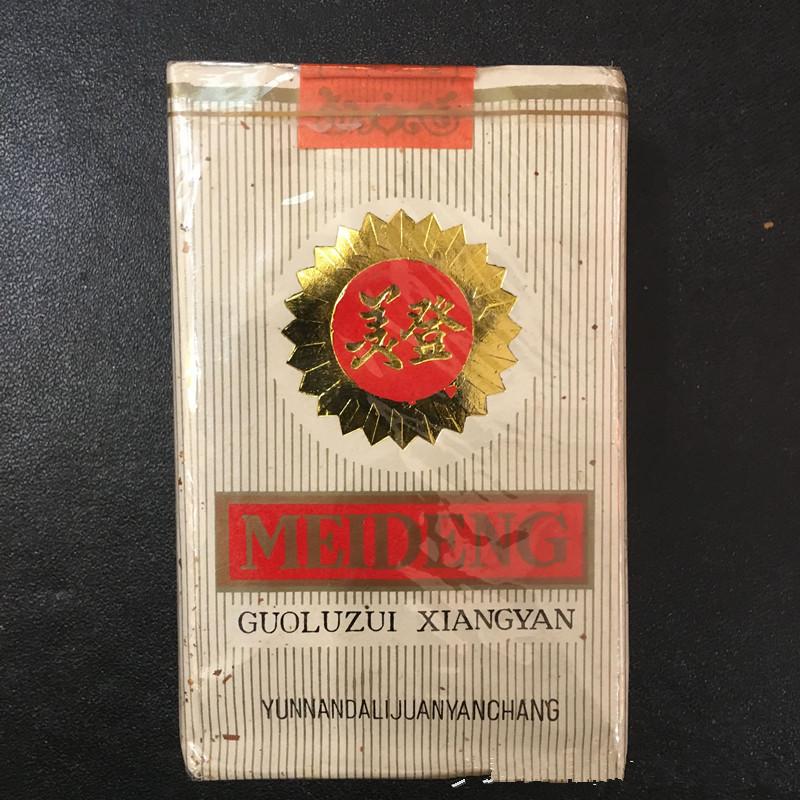 美登
MEIDENG
GUOLUZUI XIANGYAN
YUNNANDALIJUANYANCHANG